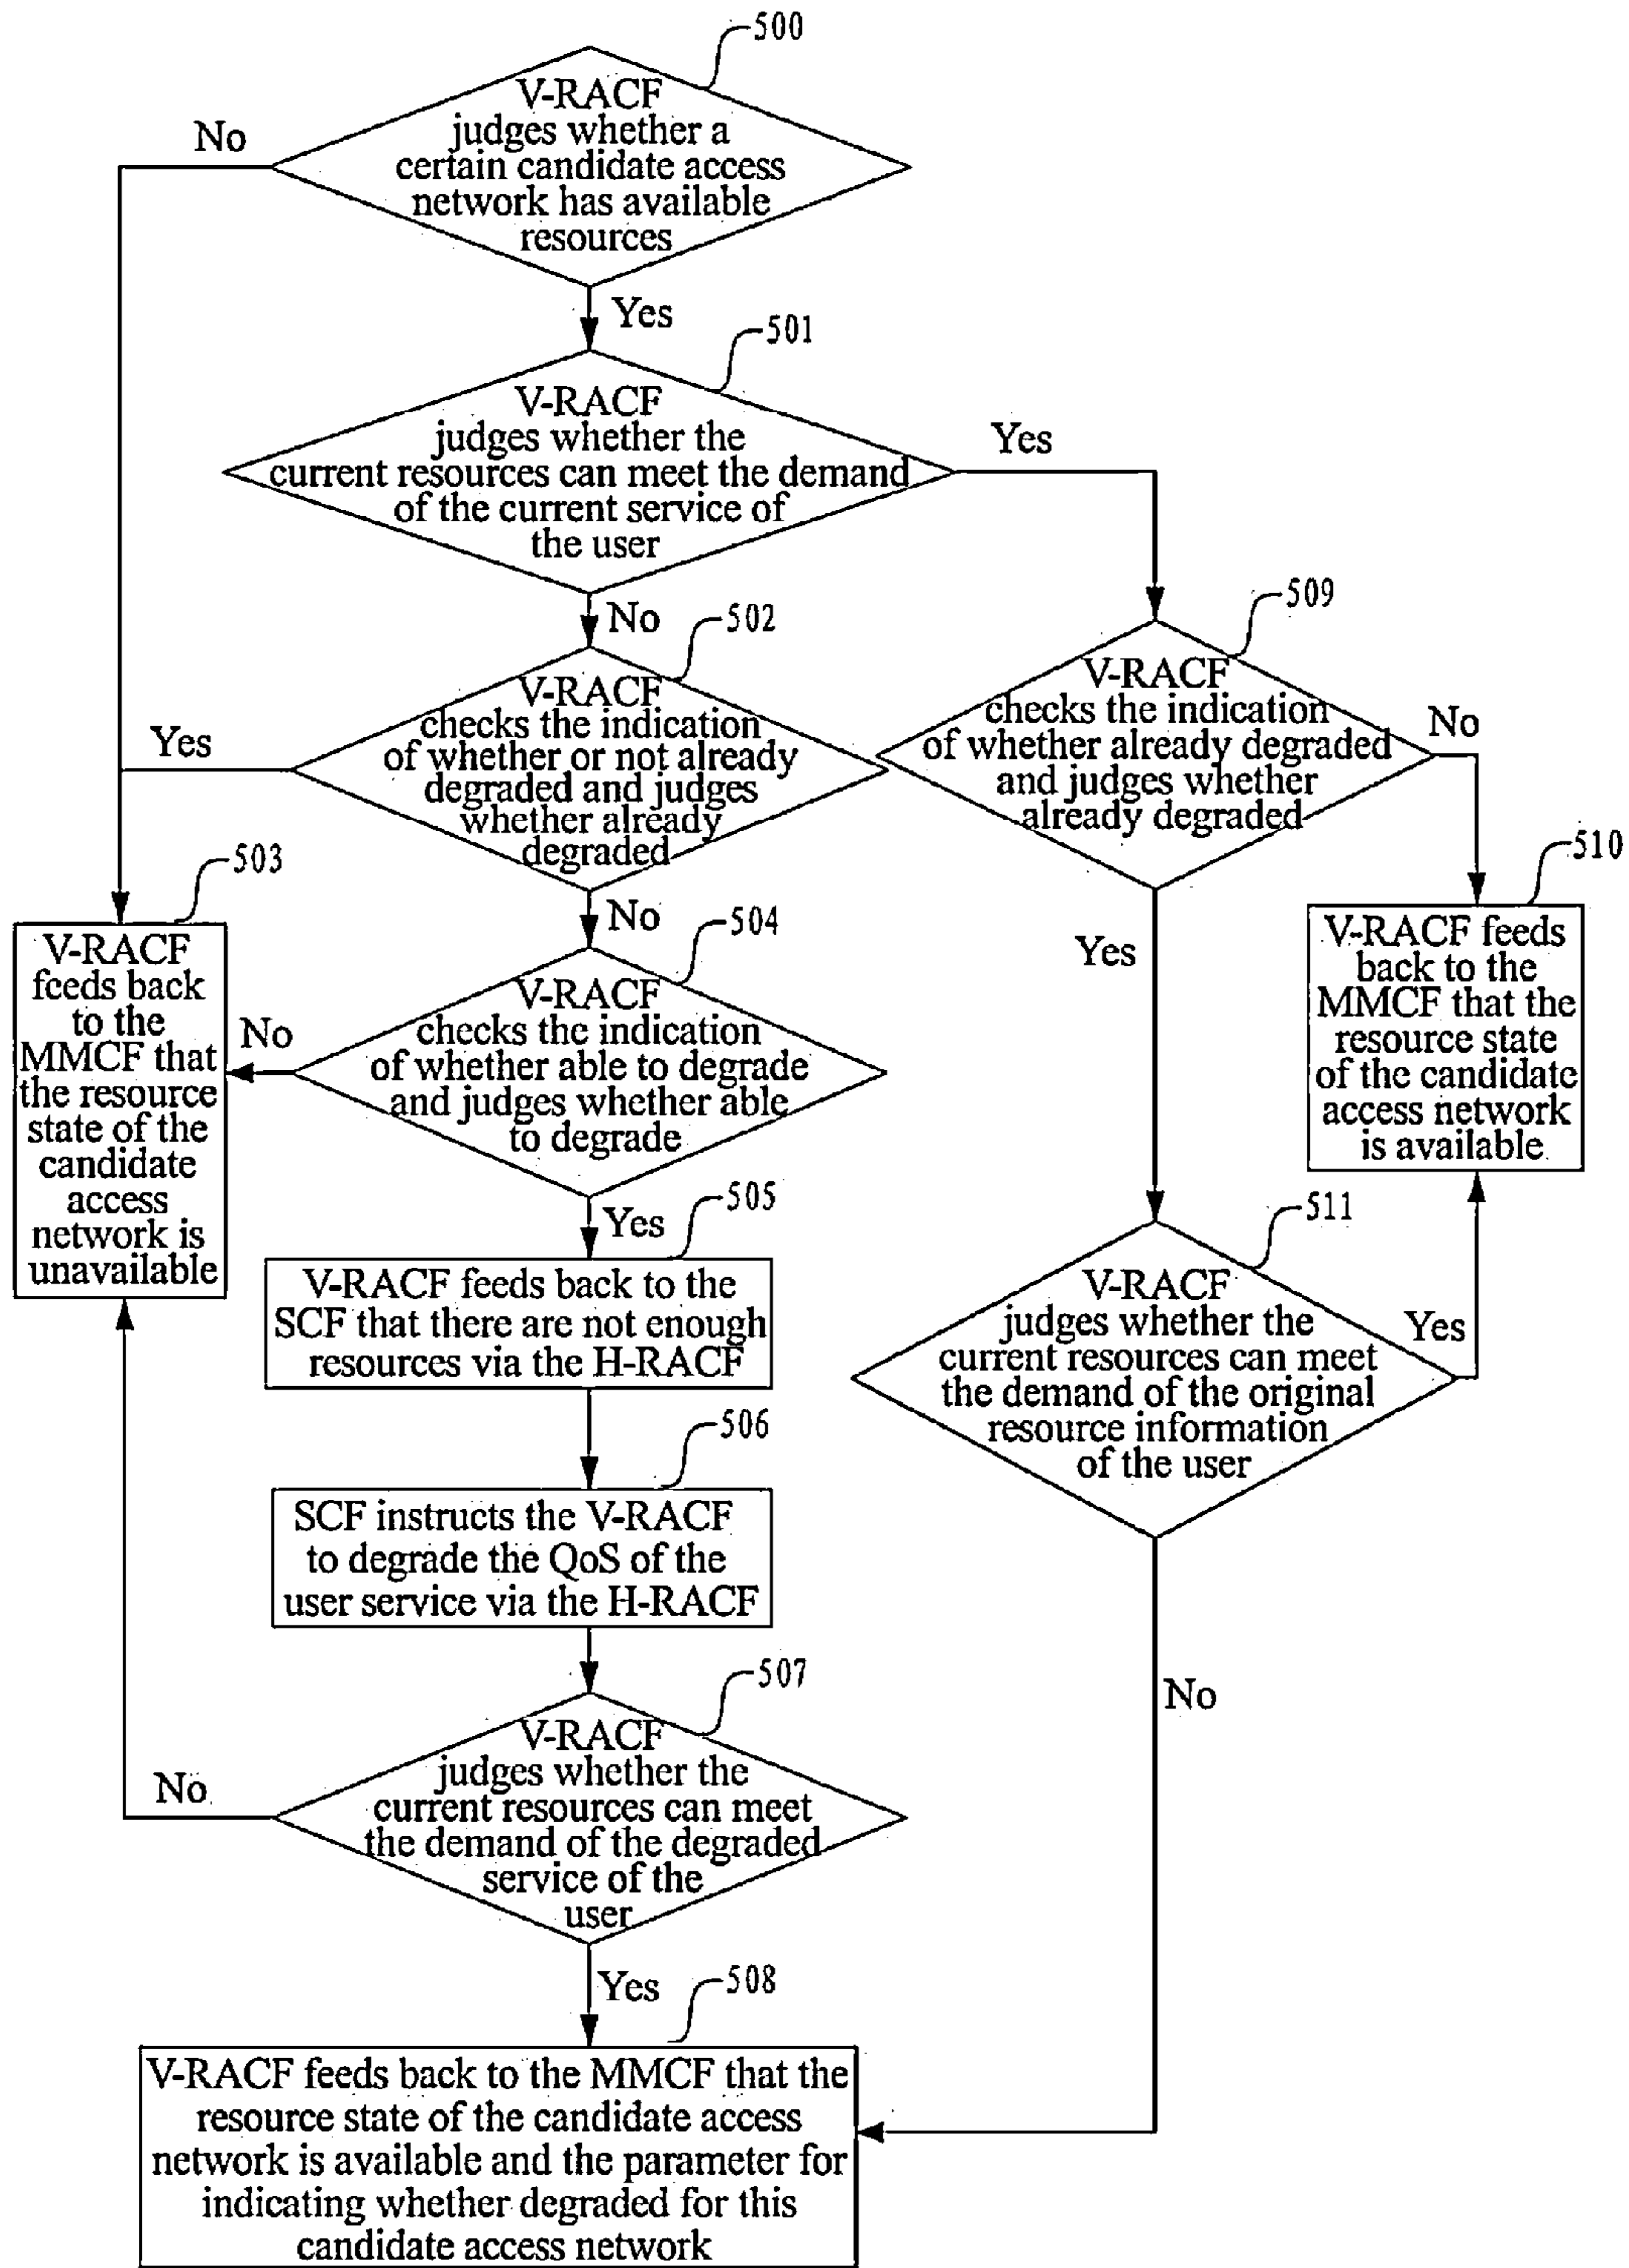 500
V-RACF
judges whether a
certain candidate access
network has available
resources
No
Yes
501
V-RACF
judges whether the
current resources can meet the demand
of the current service of
the user
Yes
No
502
V-RACF
checks the indication
of whether or not already
degraded and judges
whether already
degraded
Yes
No
509
V-RACF
checks the indication
of whether already degraded
and judges whether
already degraded
No
Yes
503
V-RACF
feeds back
to the
MMCF that
the resource
state of the
candidate
access
network is
unavailable
504
V-RACF
checks the indication
of whether able to degrade
and judges whether able
to degrade
No
Yes
510
V-RACF feeds
back to the
MMCF that the
resource state
of the candidate
access network
is available
505
V-RACF feeds back to the
SCF that there are not enough
resources via the H-RACF
511
V-RACF
judges whether the
current resources can meet
the demand of the original
resource information
of the user
Yes
No
506
SCF instructs the V-RACF
to degrade the QoS of the
user service via the H-RACF
507
V-RACF
judges whether the
current resources can meet
the demand of the degraded
service of the
user
No
Yes
508
V-RACF feeds back to the MMCF that the
resource state of the candidate access
network is available and the parameter for
indicating whether degraded for this
candidate access network